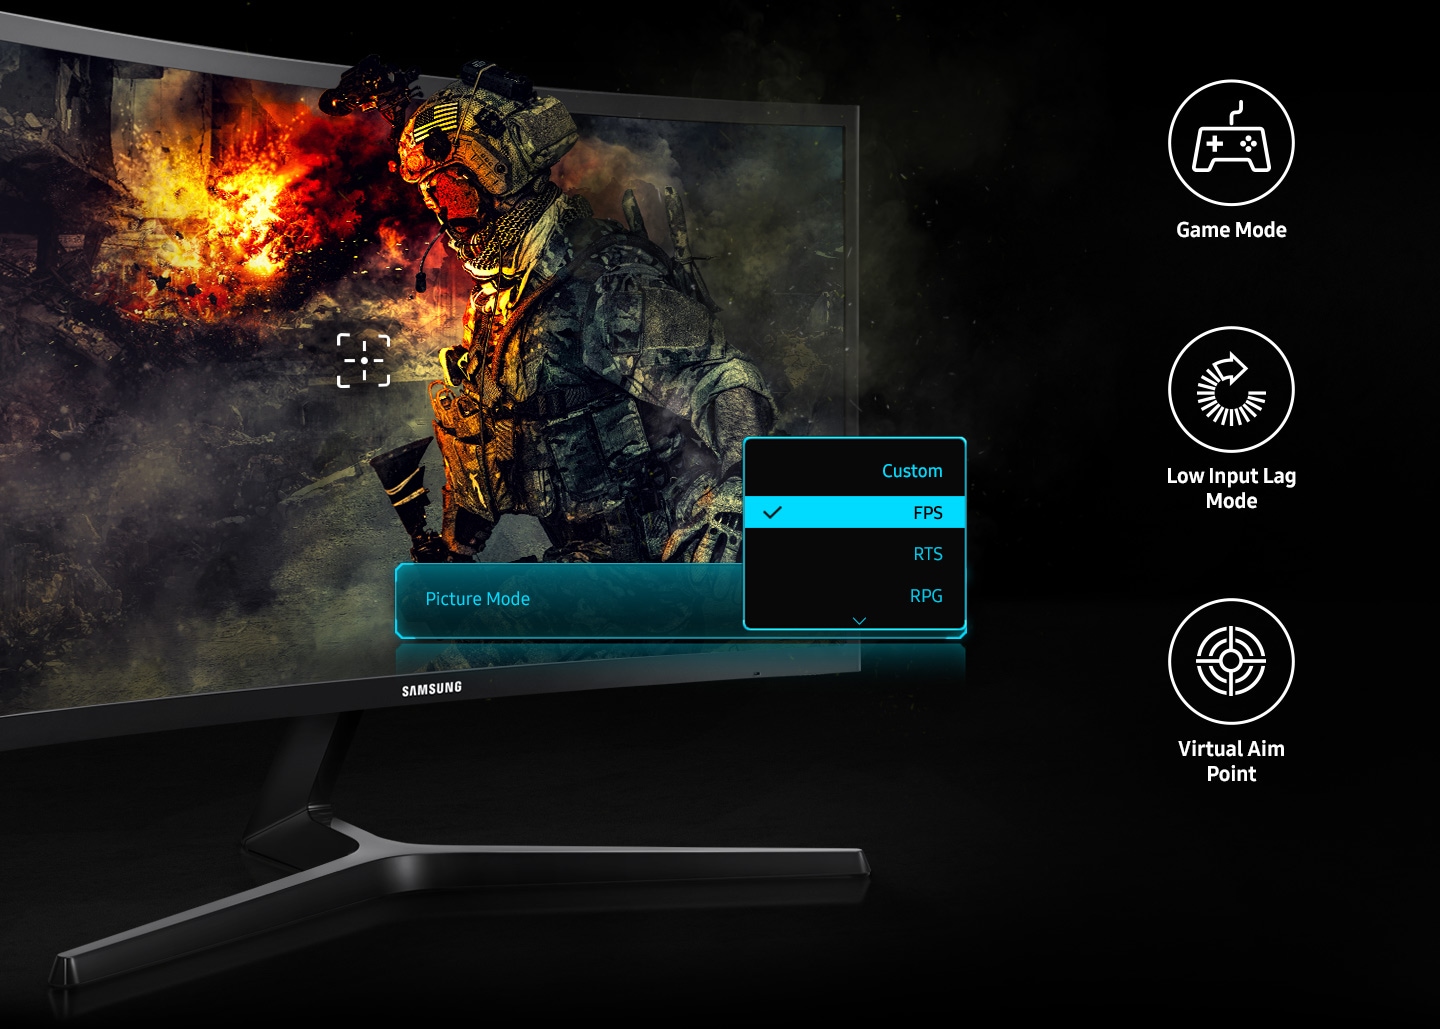 Game Mode
Low Input Lag
Mode
Custom
FPS
RTS
RPG
Picture Mode
SAMSUNG
Virtual Aim
Point